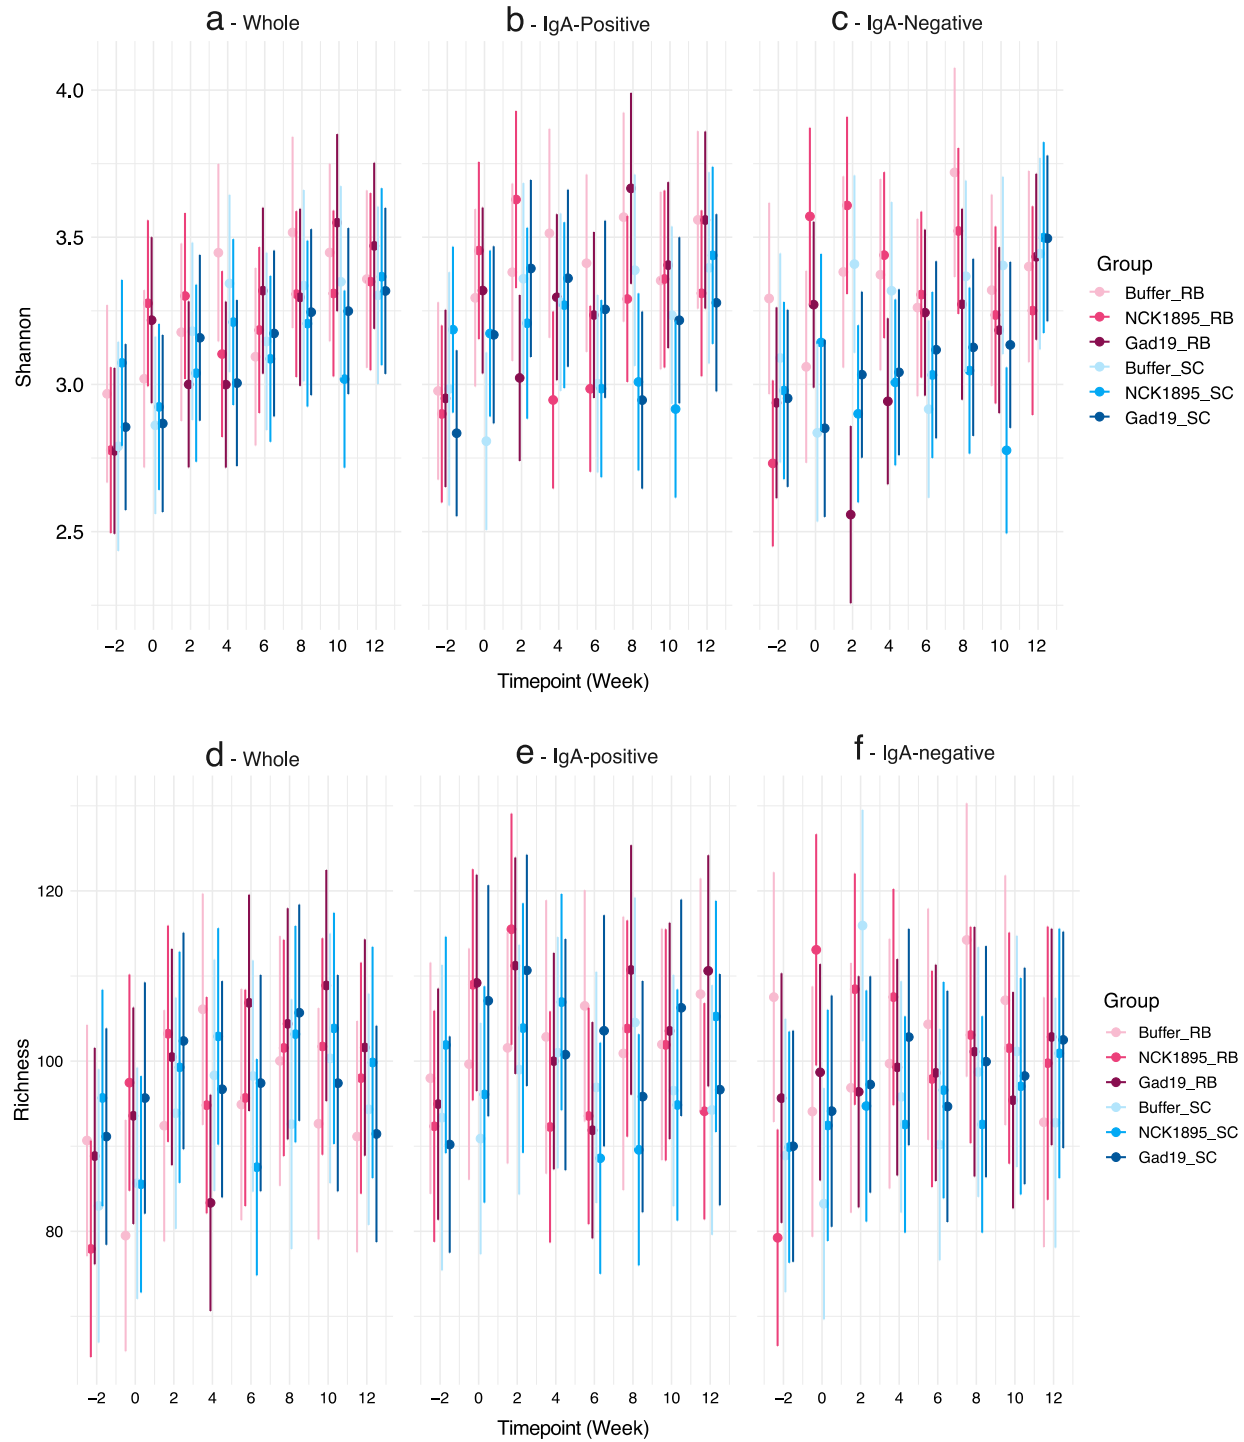 a - Whole
b - IgA-Positive
c - IgA-Negative
Shannon
4.0
3.5
3.0
2.5
−2 0 2 4 6 8 10 12
−2 0 2 4 6 8 10 12
−2 0 2 4 6 8 10 12
Timepoint (Week)
Group
Buffer_RB
NCK1895_RB
Gad19_RB
Buffer_SC
NCK1895_SC
Gad19_SC
d - Whole
e - IgA-positive
f - IgA-negative
Richness
120
100
80
−2 0 2 4 6 8 10 12
−2 0 2 4 6 8 10 12
−2 0 2 4 6 8 10 12
Timepoint (Week)
Group
Buffer_RB
NCK1895_RB
Gad19_RB
Buffer_SC
NCK1895_SC
Gad19_SC